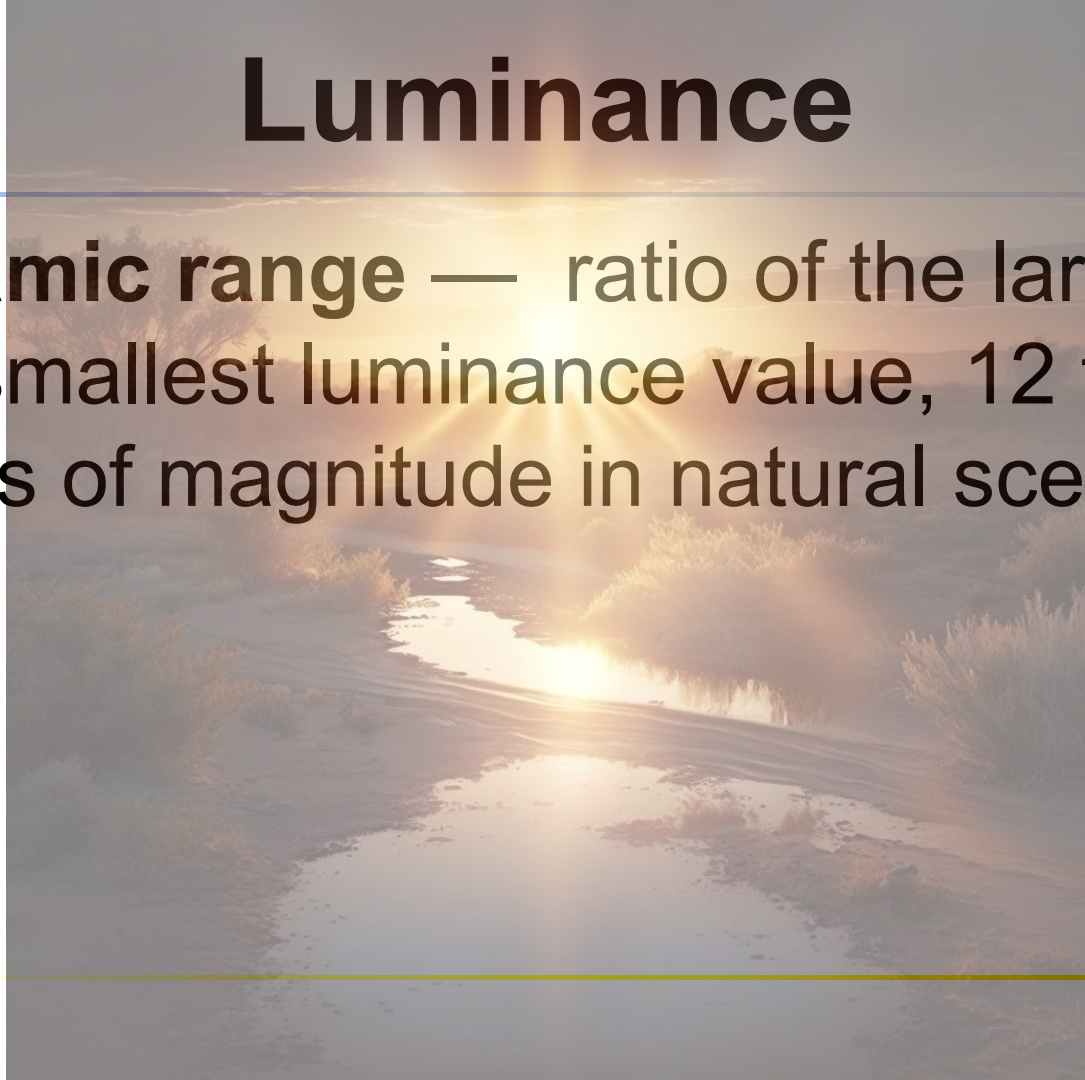 Luminance
mic range — ratio of the lar
smallest luminance value, 12
s of magnitude in natural sce